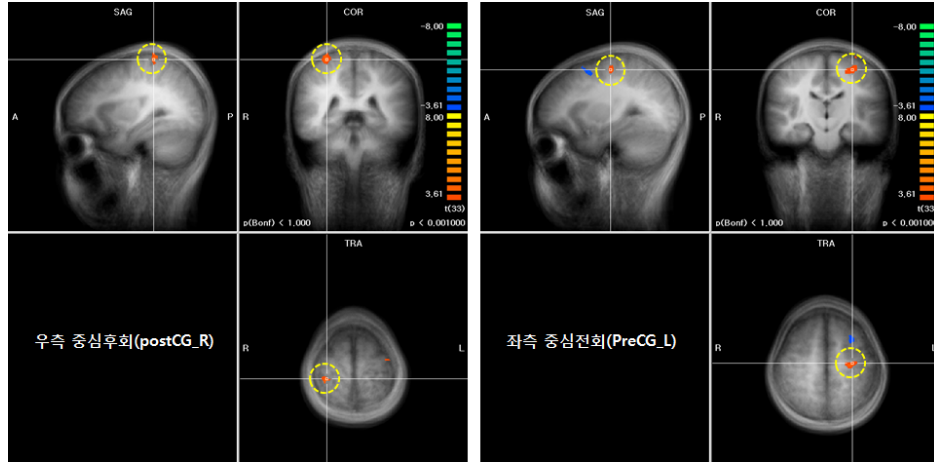 SAG
COR
-8,00
-3,61
8,00
3,61
t(33)
A
P
R
p(Bonf) < 1,000
p < 0,001000
TRA
우측 중심후회(postCG_R)
R
L
SAG
COR
-8,00
-3,61
8,00
3,61
t(33)
A
P
R
p(Bonf) < 1,000
p < 0,001000
TRA
좌측 중심전회(PreCG_L)
R
L